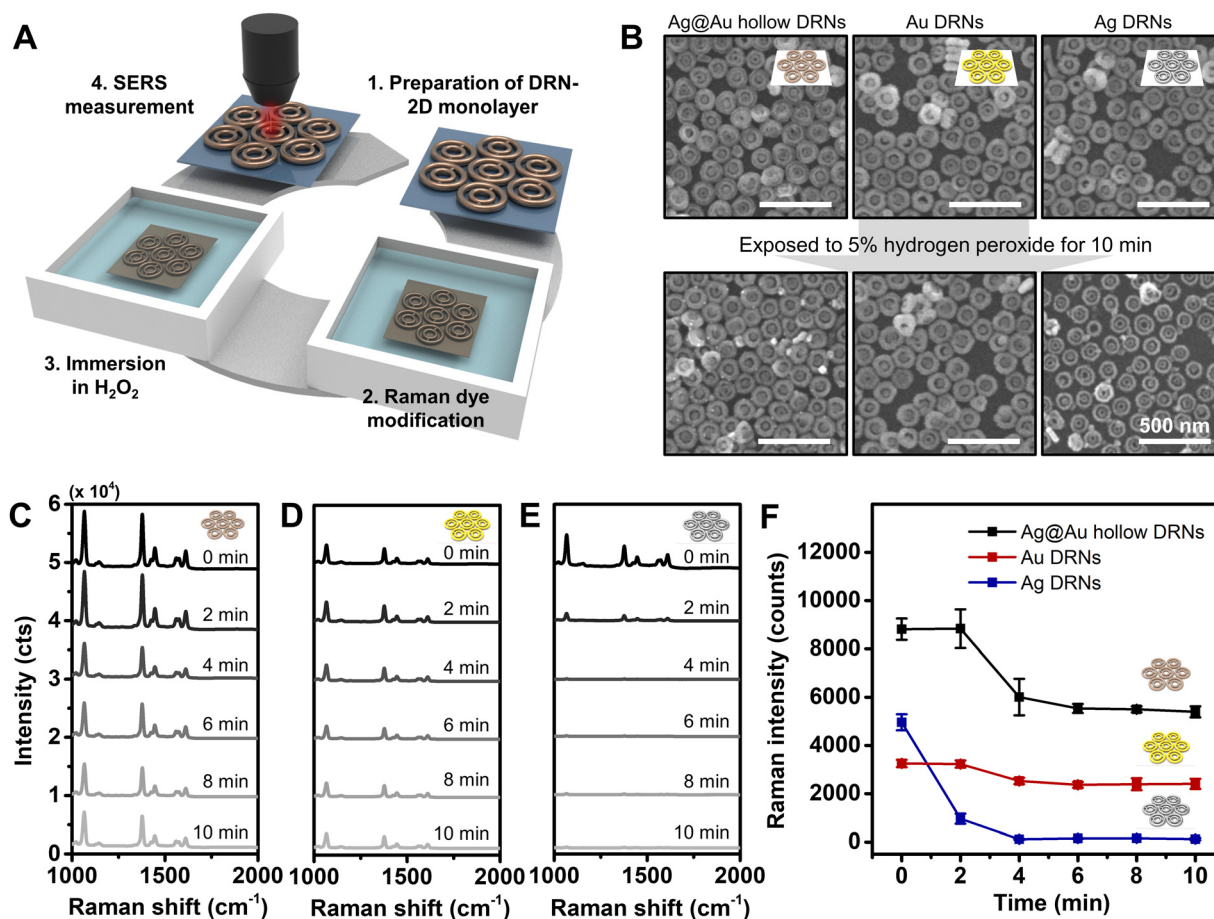 A
4. SERS
measurement
1. Preparation of DRN-
2D monolayer
3. Immersion
in H₂O₂
2. Raman dye
modification
B
Ag@Au hollow DRNs
Au DRNs
Ag DRNs
Exposed to 5% hydrogen peroxide for 10 min
500 nm
C
(x 10⁴)
Intensity (cts)
6
5
4
3
2
1
0
0 min
2 min
4 min
6 min
8 min
10 min
1000
1500
2000
Raman shift (cm⁻¹)
D
0 min
2 min
4 min
6 min
8 min
10 min
1000
1500
2000
Raman shift (cm⁻¹)
E
0 min
2 min
4 min
6 min
8 min
10 min
1000
1500
2000
Raman shift (cm⁻¹)
F
Ag@Au hollow DRNs
Au DRNs
Ag DRNs
Raman intensity (counts)
12000
10000
8000
6000
4000
2000
0
0
2
4
6
8
10
Time (min)